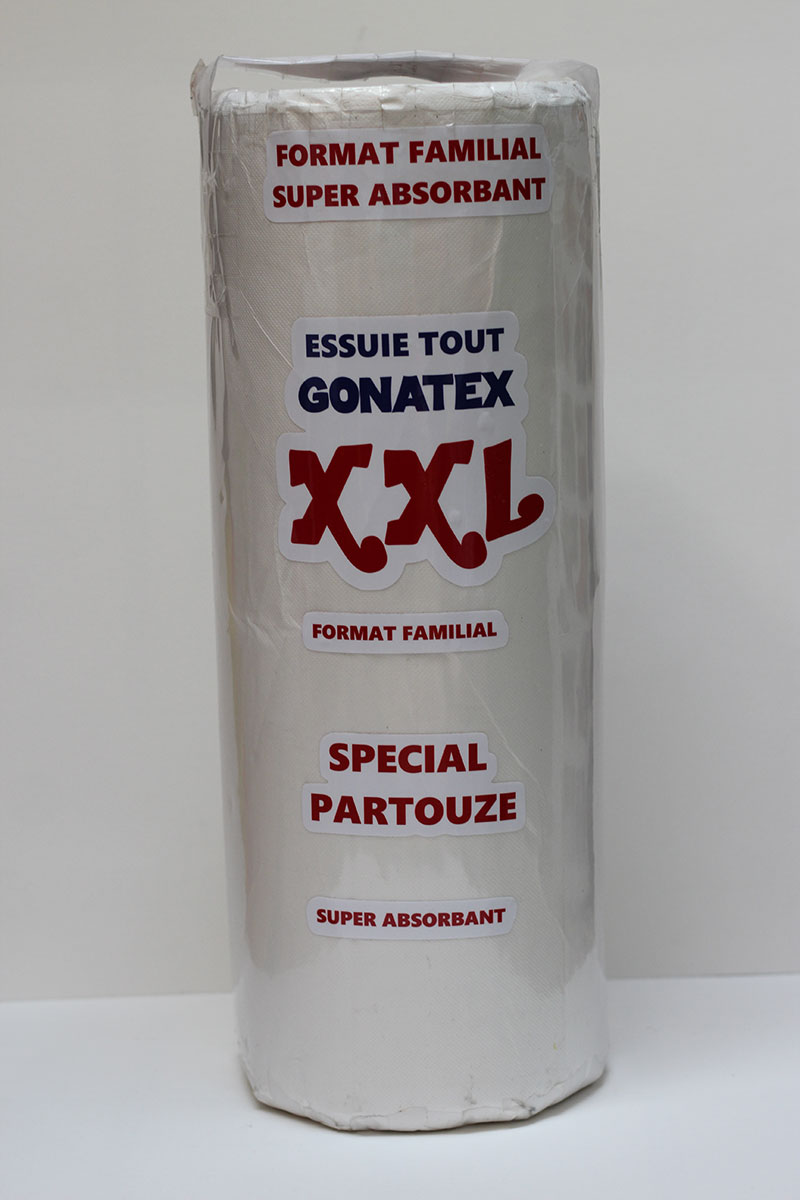 FORMAT FAMILIAL
SUPER ABSORBANT
ESSUIE TOUT
GONATEX
XXL
FORMAT FAMILIAL
SPECIAL
PARTOUZE
SUPER ABSORBANT